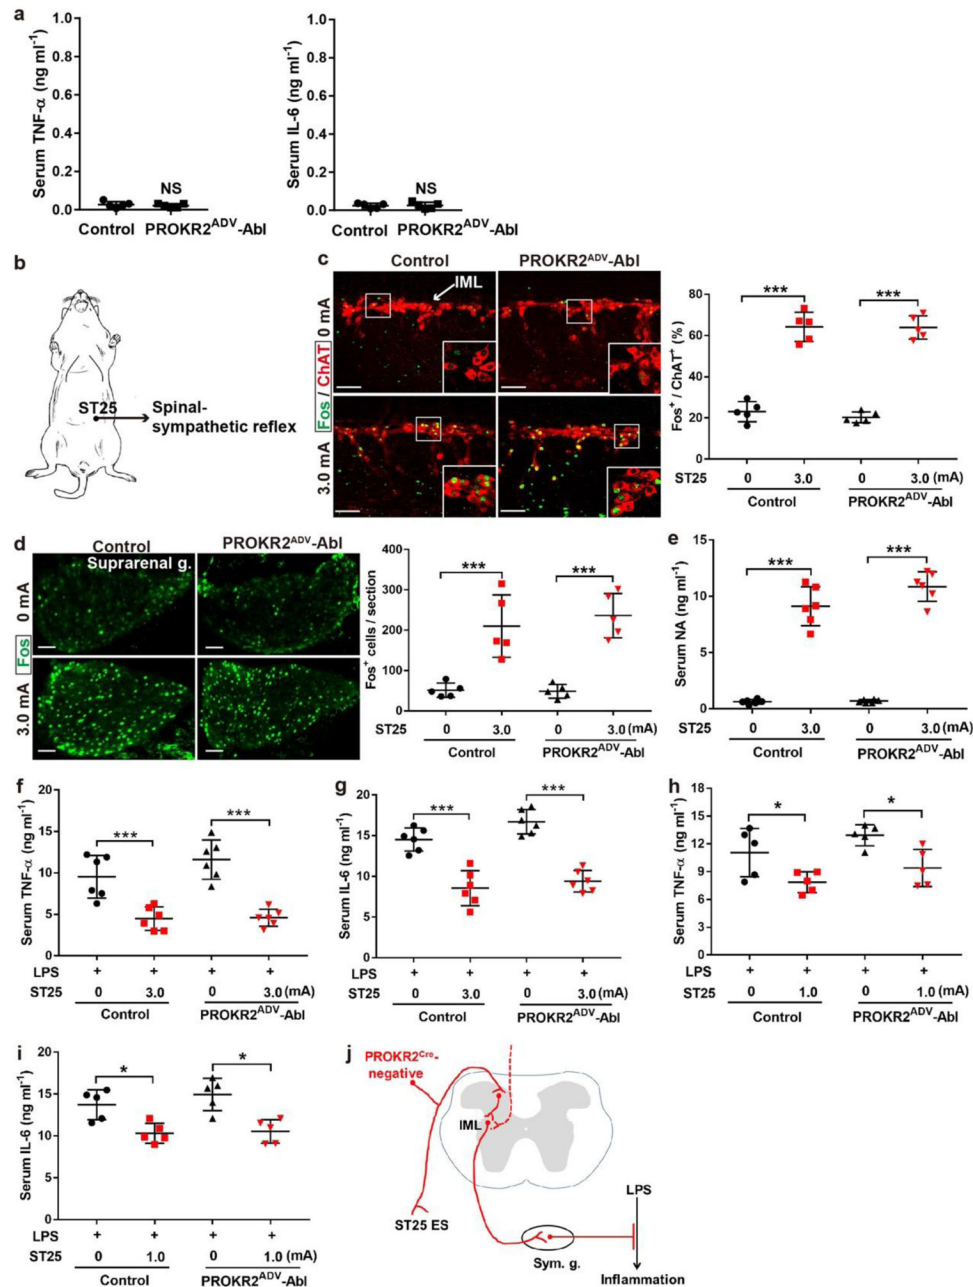 a
Serum TNF-α (ng ml⁻¹)
1.0
0.8
0.6
0.4
0.2
0.0
NS
Control PROKR2ᴬᴰⱽ-Abl
Serum IL-6 (ng ml⁻¹)
1.0
0.8
0.6
0.4
0.2
0.0
NS
Control PROKR2ᴬᴰⱽ-Abl
b
ST25
Spinal-
sympathetic reflex
c
Control PROKR2ᴬᴰⱽ-Abl
IML
Fos / ChAT
0 mA
3.0 mA
Fos⁺ / ChAT⁺ (%)
80
60
40
20
0
*** ***
ST25 0 3.0 0 3.0 (mA)
Control PROKR2ᴬᴰⱽ-Abl
d
Control PROKR2ᴬᴰⱽ-Abl
Suprarenal g.
Fos
0 mA
3.0 mA
Fos⁺ cells / section
400
300
200
100
0
*** ***
ST25 0 3.0 0 3.0 (mA)
Control PROKR2ᴬᴰⱽ-Abl
e
Serum NA (ng ml⁻¹)
15
10
5
0
*** ***
ST25 0 3.0 0 3.0 (mA)
Control PROKR2ᴬᴰⱽ-Abl
f
Serum TNF-α (ng ml⁻¹)
20
15
10
5
0
*** ***
LPS + + + +
ST25 0 3.0 0 3.0 (mA)
Control PROKR2ᴬᴰⱽ-Abl
g
Serum IL-6 (ng ml⁻¹)
20
15
10
5
0
*** ***
LPS + + + +
ST25 0 3.0 0 3.0 (mA)
Control PROKR2ᴬᴰⱽ-Abl
h
Serum TNF-α (ng ml⁻¹)
18
15
12
9
6
3
0
* *
LPS + + + +
ST25 0 1.0 0 1.0 (mA)
Control PROKR2ᴬᴰⱽ-Abl
i
Serum IL-6 (ng ml⁻¹)
20
15
10
5
0
* *
LPS + + + +
ST25 0 1.0 0 1.0 (mA)
Control PROKR2ᴬᴰⱽ-Abl
j
PROKR2ᶜʳᵉ-
negative
IML
ST25 ES
Sym. g.
LPS
Inflammation